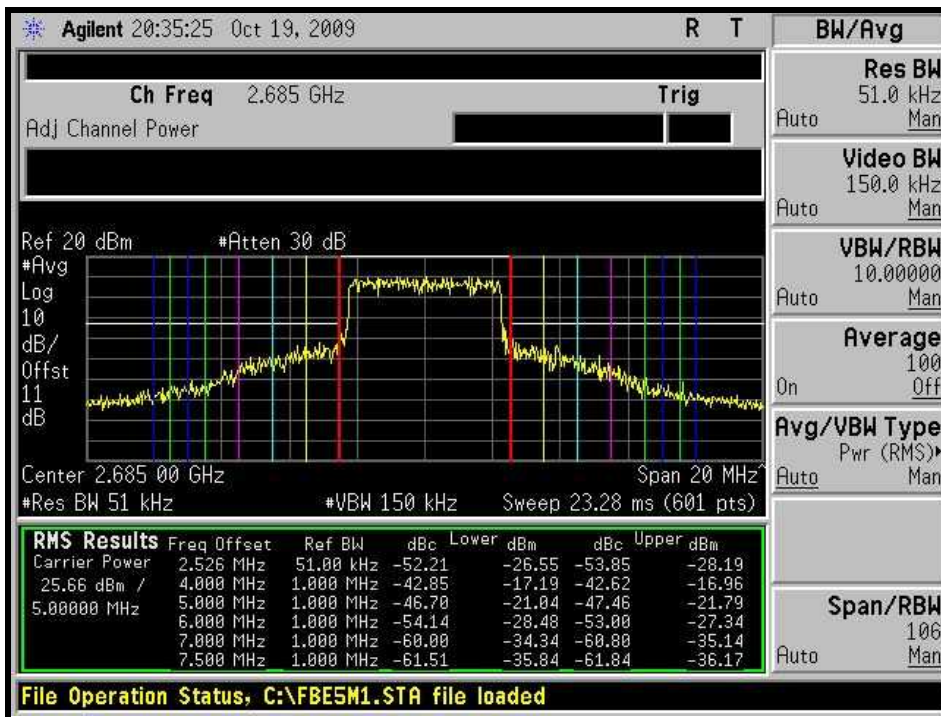 Agilent 20:35:25 Oct 19, 2009 R T
Ch Freq 2.685 GHz Trig
Adj Channel Power
Ref 20 dBm #Atten 30 dB
#Avg
Log
10
dB/
Offst
11
dB
Center 2.685 00 GHz Span 20 MHz^
#Res BW 51 kHz #VBW 150 kHz Sweep 23.28 ms (601 pts)
RMS Results Freq Offset Ref BW dBc Lower dBm dBc Upper dBm
Carrier Power 2.526 MHz 51.00 kHz -52.21 -26.55 -53.85 -28.19
25.66 dBm / 4.000 MHz 1.000 MHz -42.85 -17.19 -42.62 -16.96
5.00000 MHz 5.000 MHz 1.000 MHz -46.70 -21.04 -47.46 -21.79
6.000 MHz 1.000 MHz -54.14 -28.48 -53.00 -27.34
7.000 MHz 1.000 MHz -60.00 -34.34 -60.80 -35.14
7.500 MHz 1.000 MHz -61.51 -35.84 -61.84 -36.17
File Operation Status, C:\FBE5M1.STA file loaded
BW/Avg
Res BW
51.0 kHz
Auto Man
Video BW
150.0 kHz
Auto Man
VBW/RBW
10.00000
Auto Man
Average
100
On Off
Avg/VBW Type
Pwr (RMS)▸
Auto Man
Span/RBW
106
Auto Man